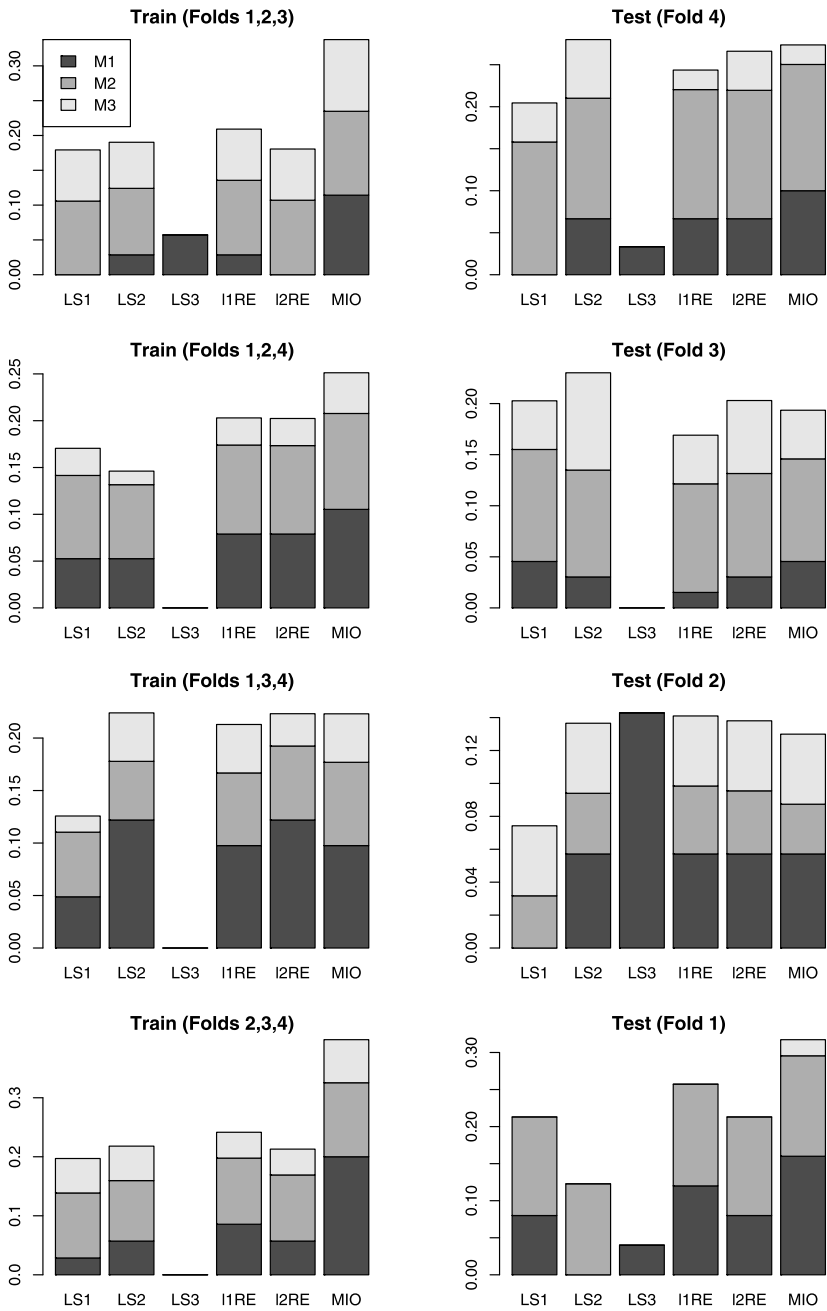 Train (Folds 1,2,3)
M1
M2
M3
0.30
0.20
0.10
0.00
LS1 LS2 LS3 l1RE l2RE MIO
Test (Fold 4)
0.20
0.10
0.00
LS1 LS2 LS3 l1RE l2RE MIO
Train (Folds 1,2,4)
0.25
0.20
0.15
0.10
0.05
0.00
LS1 LS2 LS3 l1RE l2RE MIO
Test (Fold 3)
0.20
0.15
0.10
0.05
0.00
LS1 LS2 LS3 l1RE l2RE MIO
Train (Folds 1,3,4)
0.20
0.15
0.10
0.05
0.00
LS1 LS2 LS3 l1RE l2RE MIO
Test (Fold 2)
0.12
0.08
0.04
0.00
LS1 LS2 LS3 l1RE l2RE MIO
Train (Folds 2,3,4)
0.3
0.2
0.1
0.0
LS1 LS2 LS3 l1RE l2RE MIO
Test (Fold 1)
0.30
0.20
0.10
0.00
LS1 LS2 LS3 l1RE l2RE MIO